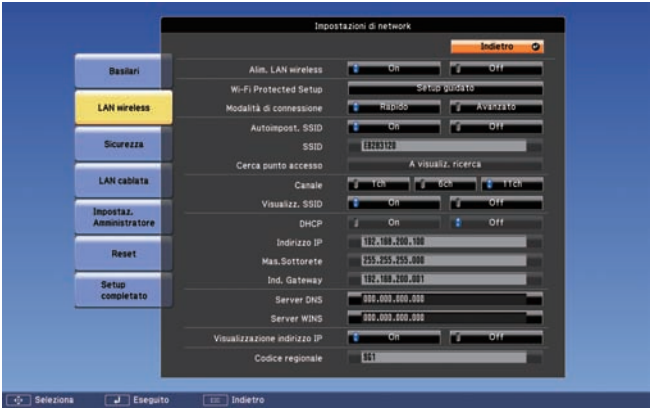 Impostazioni di network
Indietro
Basilari
LAN wireless
Sicurezza
LAN cablata
Impostaz.
Amministratore
Reset
Setup
completato
Alim. LAN wireless On Off
Wi-Fi Protected Setup Setup guidato
Modalità di connessione Rapido Avanzato
Autoimpost. SSID On Off
SSID
Cerca punto accesso A visualiz. ricerca
Canale 1ch 6ch 11ch
Visualizz. SSID On Off
DHCP On Off
Indirizzo IP 192.168.200.100
Mas.Sottorete 255.255.255.000
Ind. Gateway 192.168.200.001
Server DNS 000.000.000.000
Server WINS 000.000.000.000
Visualizzazione indirizzo IP On Off
Codice regionale
Seleziona Eseguito Indietro